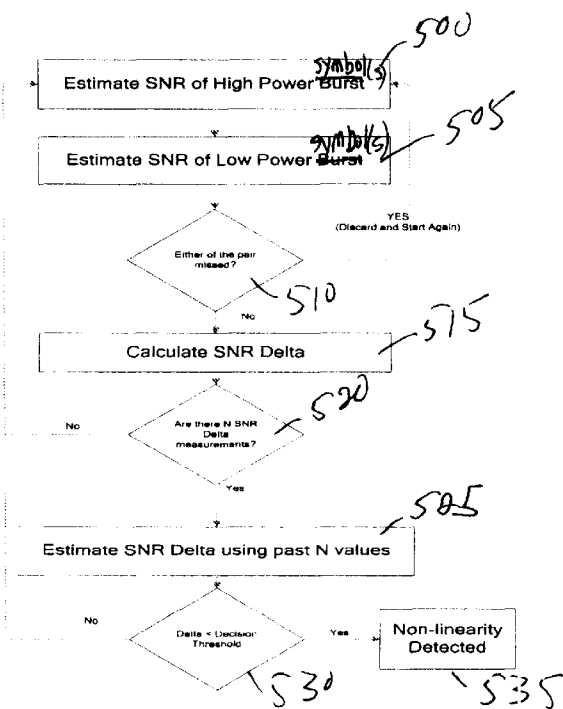 500
symbol(s)
Estimate SNR of High Power Burst
505
symbol(s)
Estimate SNR of Low Power Burst
YES
(Discard and Start Again)
Either of the pair
missed?
510
No
515
Calculate SNR Delta
520
Are there N SNR
Delta
measurements?
No
Yes
525
Estimate SNR Delta using past N values
No
Delta < Decision
Threshold
Yes
Non-linearity
Detected
530
535